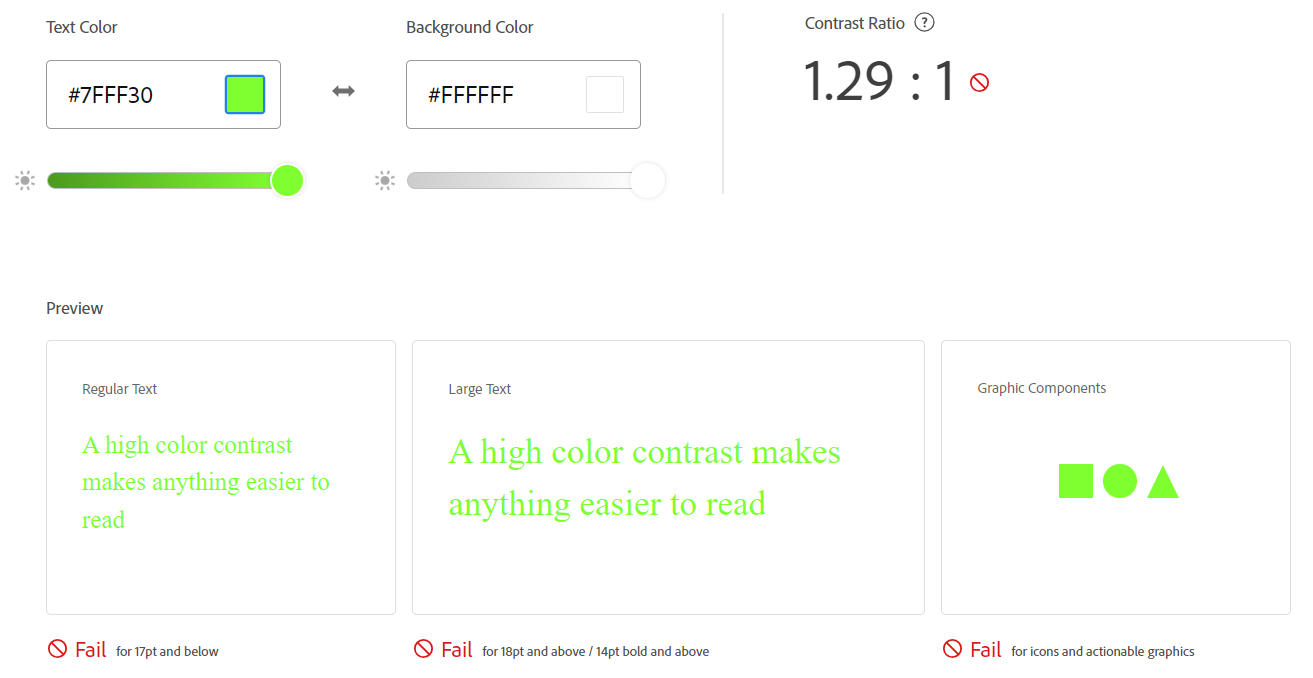 Text Color
Background Color
Contrast Ratio ?
#7FFF30
#FFFFFF
1.29 : 1
Preview
Regular Text
A high color contrast
makes anything easier to
read
Large Text
A high color contrast makes
anything easier to read
Graphic Components
Fail for 17pt and below
Fail for 18pt and above / 14pt bold and above
Fail for icons and actionable graphics